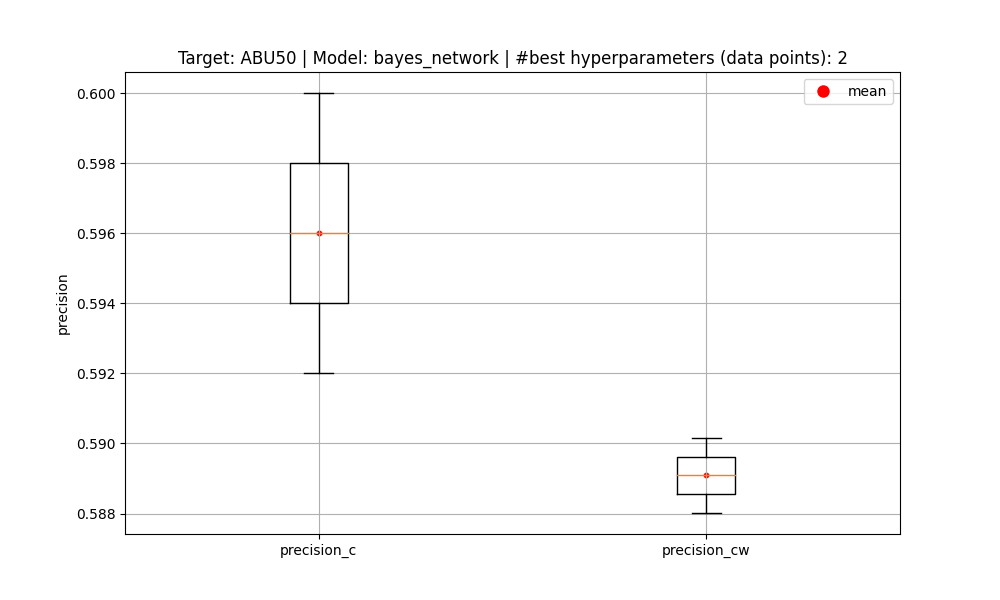 Target: ABU50 | Model: bayes_network | #best hyperparameters (data points): 2
mean
precision
0.600
0.598
0.596
0.594
0.592
0.590
0.588
precision_c
precision_cw